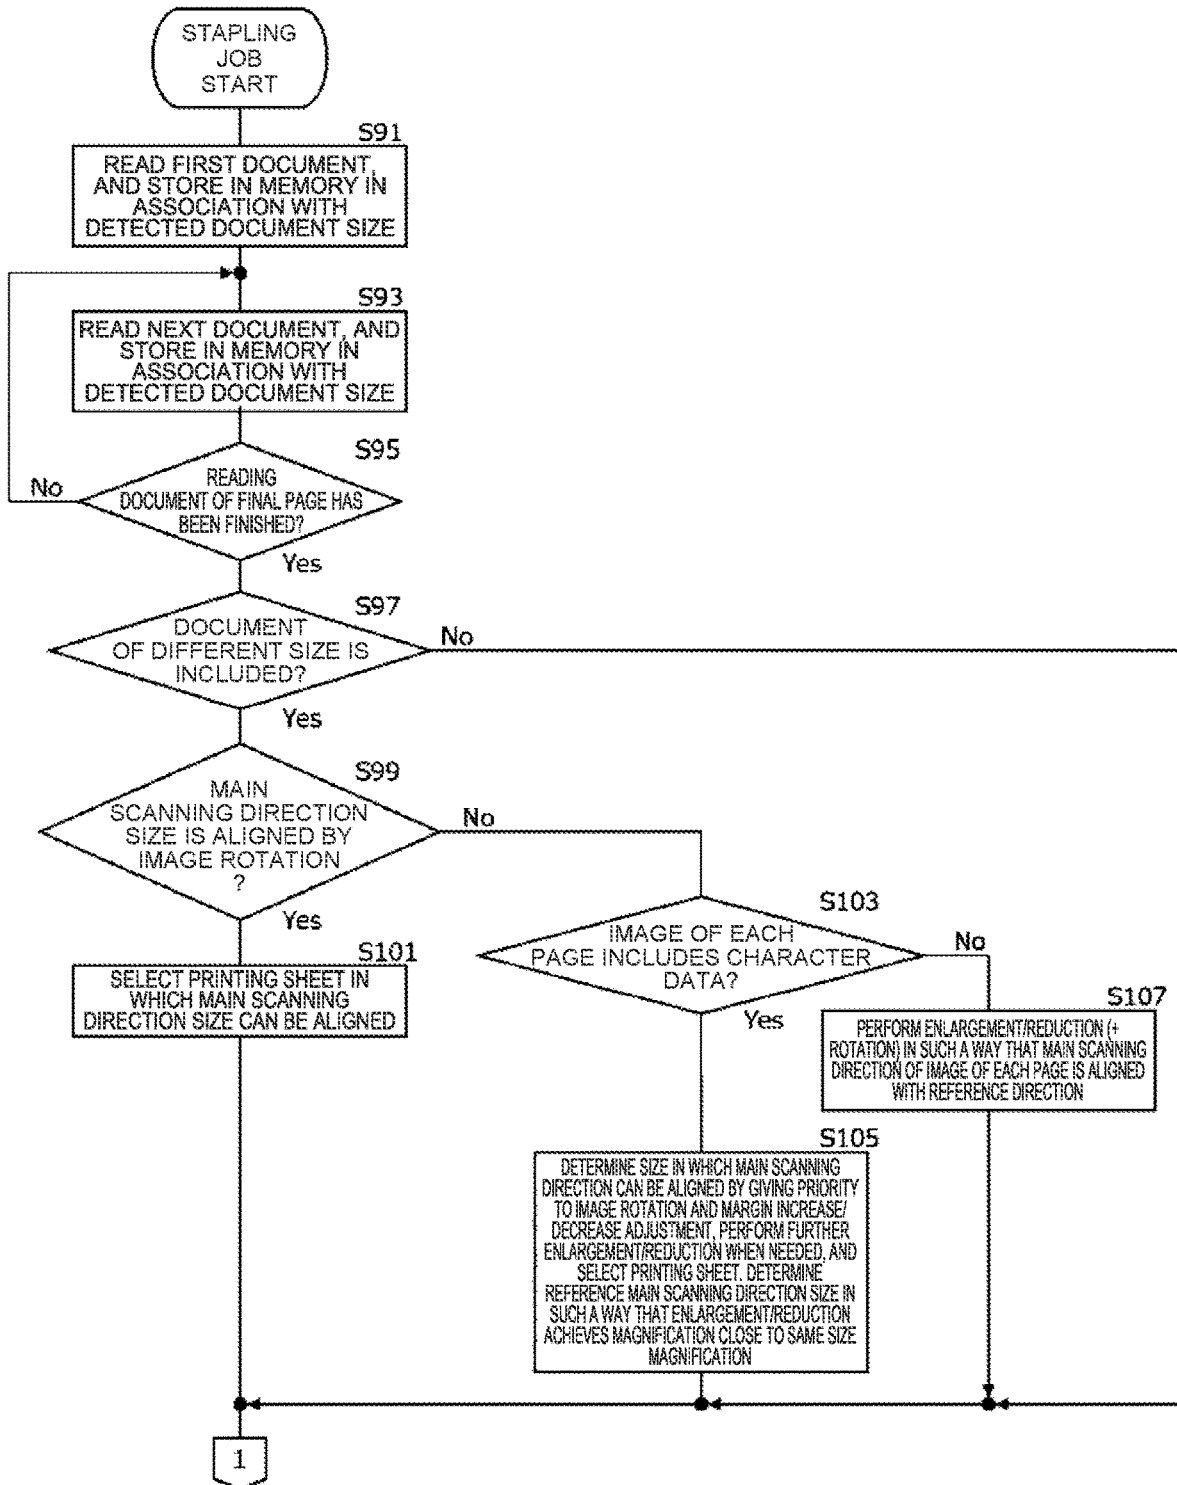 STAPLING
JOB
START
S91
READ FIRST DOCUMENT,
AND STORE IN MEMORY IN
ASSOCIATION WITH
DETECTED DOCUMENT SIZE
S93
READ NEXT DOCUMENT, AND
STORE IN MEMORY IN
ASSOCIATION WITH
DETECTED DOCUMENT SIZE
S95
READING
DOCUMENT OF FINAL PAGE HAS
BEEN FINISHED?
No
Yes
S97
DOCUMENT
OF DIFFERENT SIZE IS
INCLUDED?
No
Yes
S99
MAIN
SCANNING DIRECTION
SIZE IS ALIGNED BY
IMAGE ROTATION
?
No
Yes
S101
SELECT PRINTING SHEET IN
WHICH MAIN SCANNING
DIRECTION SIZE CAN BE ALIGNED
S103
IMAGE OF EACH
PAGE INCLUDES CHARACTER
DATA?
No
Yes
S107
PERFORM ENLARGEMENT/REDUCTION (+
ROTATION) IN SUCH A WAY THAT MAIN SCANNING
DIRECTION OF IMAGE OF EACH PAGE IS ALIGNED
WITH REFERENCE DIRECTION
S105
DETERMINE SIZE IN WHICH MAIN SCANNING
DIRECTION CAN BE ALIGNED BY GIVING PRIORITY
TO IMAGE ROTATION AND MARGIN INCREASE/
DECREASE ADJUSTMENT, PERFORM FURTHER
ENLARGEMENT/REDUCTION WHEN NEEDED, AND
SELECT PRINTING SHEET. DETERMINE
REFERENCE MAIN SCANNING DIRECTION SIZE IN
SUCH A WAY THAT ENLARGEMENT/REDUCTION
ACHIEVES MAGNIFICATION CLOSE TO SAME SIZE
MAGNIFICATION
1